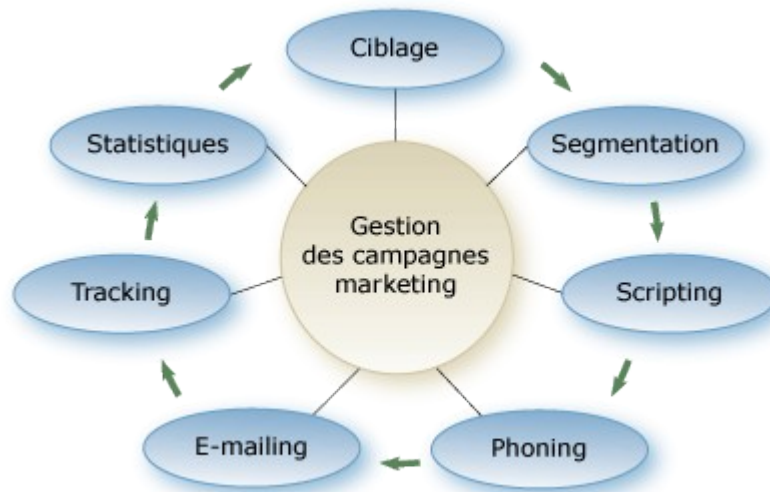 Ciblage
Segmentation
Scripting
Phoning
E-mailing
Tracking
Statistiques
Gestion
des campagnes
marketing